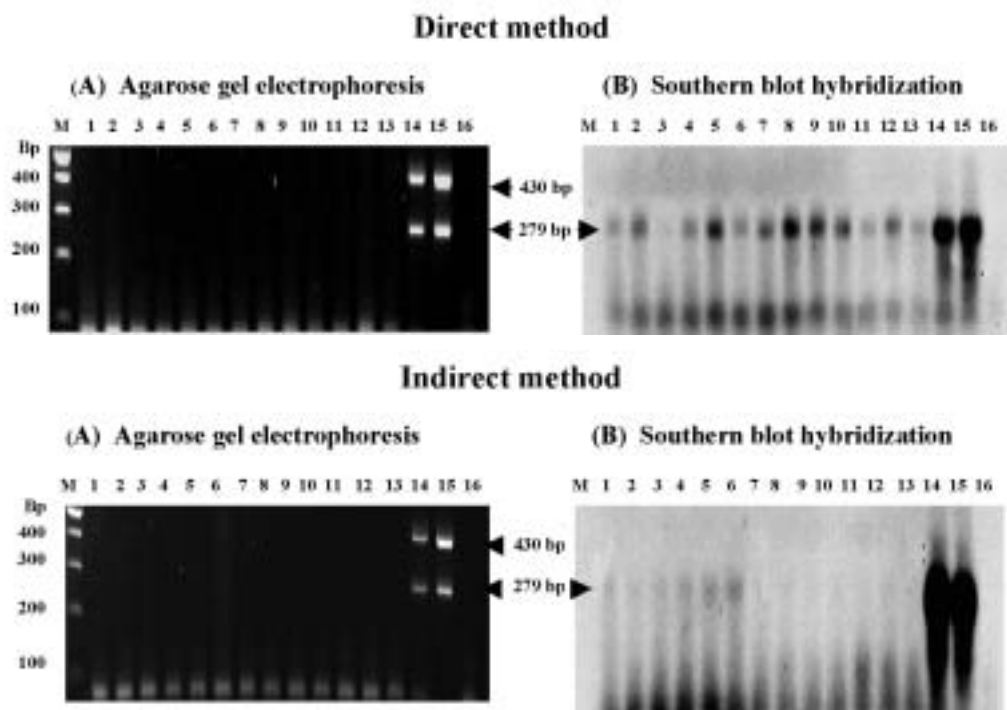 Direct method
(A) Agarose gel electrophoresis
(B) Southern blot hybridization
M 1 2 3 4 5 6 7 8 9 10 11 12 13 14 15 16
M 1 2 3 4 5 6 7 8 9 10 11 12 13 14 15 16
Bp
400
300
200
100
430 bp
279 bp
Indirect method
(A) Agarose gel electrophoresis
(B) Southern blot hybridization
M 1 2 3 4 5 6 7 8 9 10 11 12 13 14 15 16
M 1 2 3 4 5 6 7 8 9 10 11 12 13 14 15 16
Bp
400
300
200
100
430 bp
279 bp